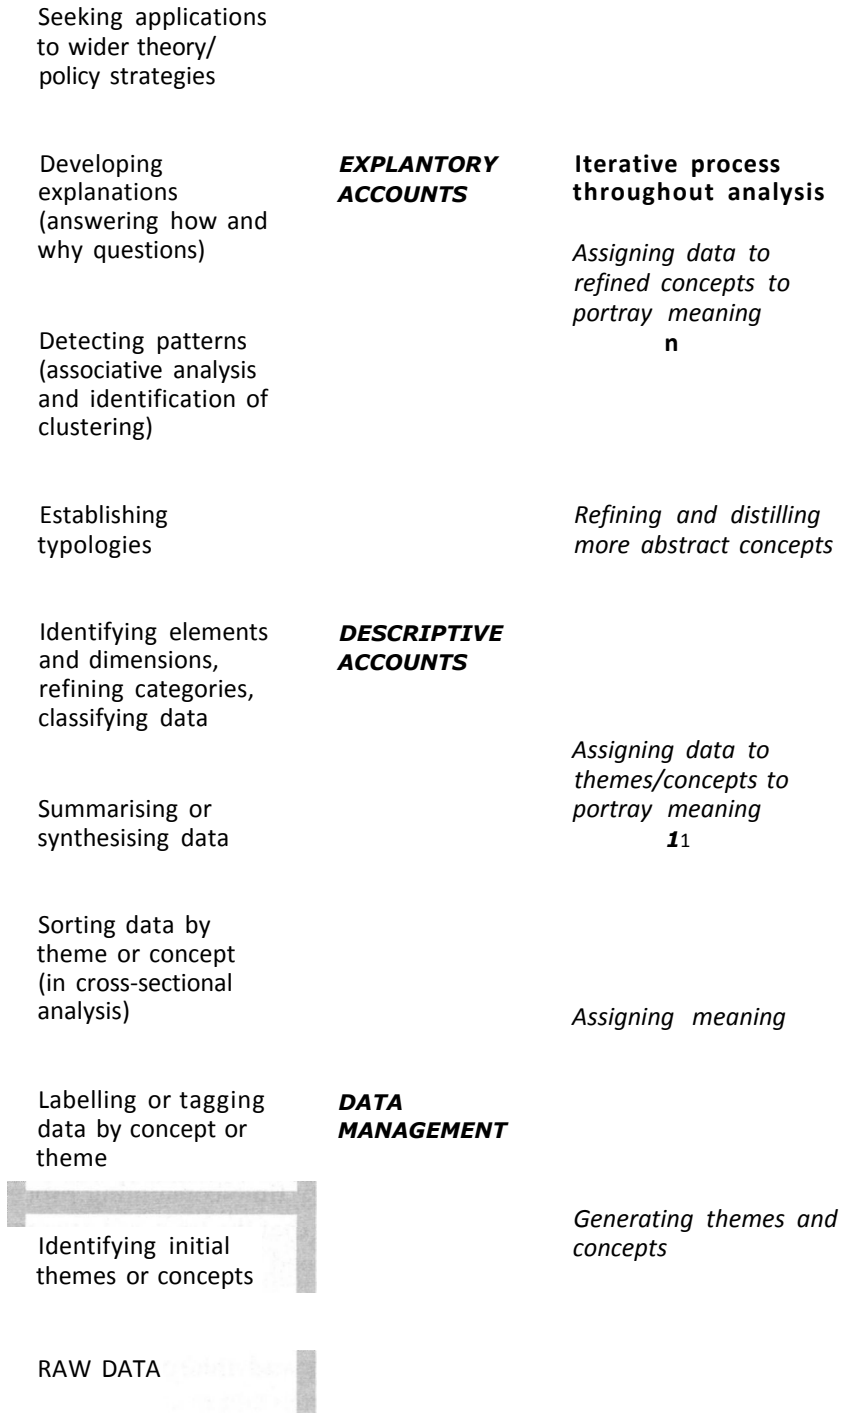 Seeking applications
to wider theory/
policy strategies
Developing
explanations
(answering how and
why questions)
EXPLANTORY
ACCOUNTS
Iterative process
throughout analysis
Assigning data to
refined concepts to
portray meaning
n
Detecting patterns
(associative analysis
and identification of
clustering)
Establishing
typologies
Refining and distilling
more abstract concepts
Identifying elements
and dimensions,
refining categories,
classifying data
DESCRIPTIVE
ACCOUNTS
Assigning data to
themes/concepts to
portray meaning
11
Summarising or
synthesising data
Sorting data by
theme or concept
(in cross-sectional
analysis)
Assigning meaning
Labelling or tagging
data by concept or
theme
DATA
MANAGEMENT
Generating themes and
concepts
Identifying initial
themes or concepts
RAW DATA